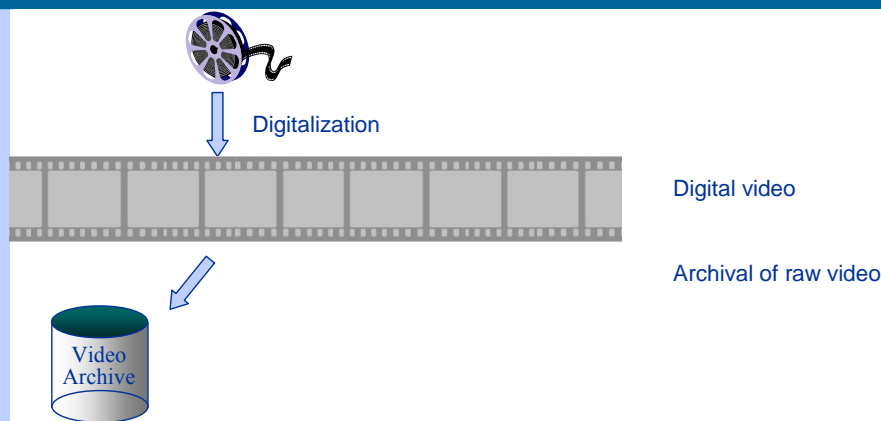 Digitalization
Digital video
Archival of raw video
Video
Archive